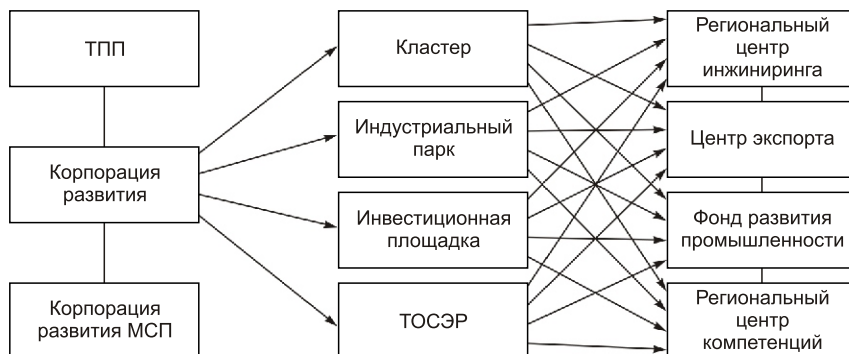 ТПП
Корпорация
развития
Корпорация
развития МСП
Кластер
Индустриальный
парк
Инвестиционная
площадка
ТОСЭР
Региональный
центр
инжиниринга
Центр экспорта
Фонд развития
промышленности
Региональный
центр
компетенций